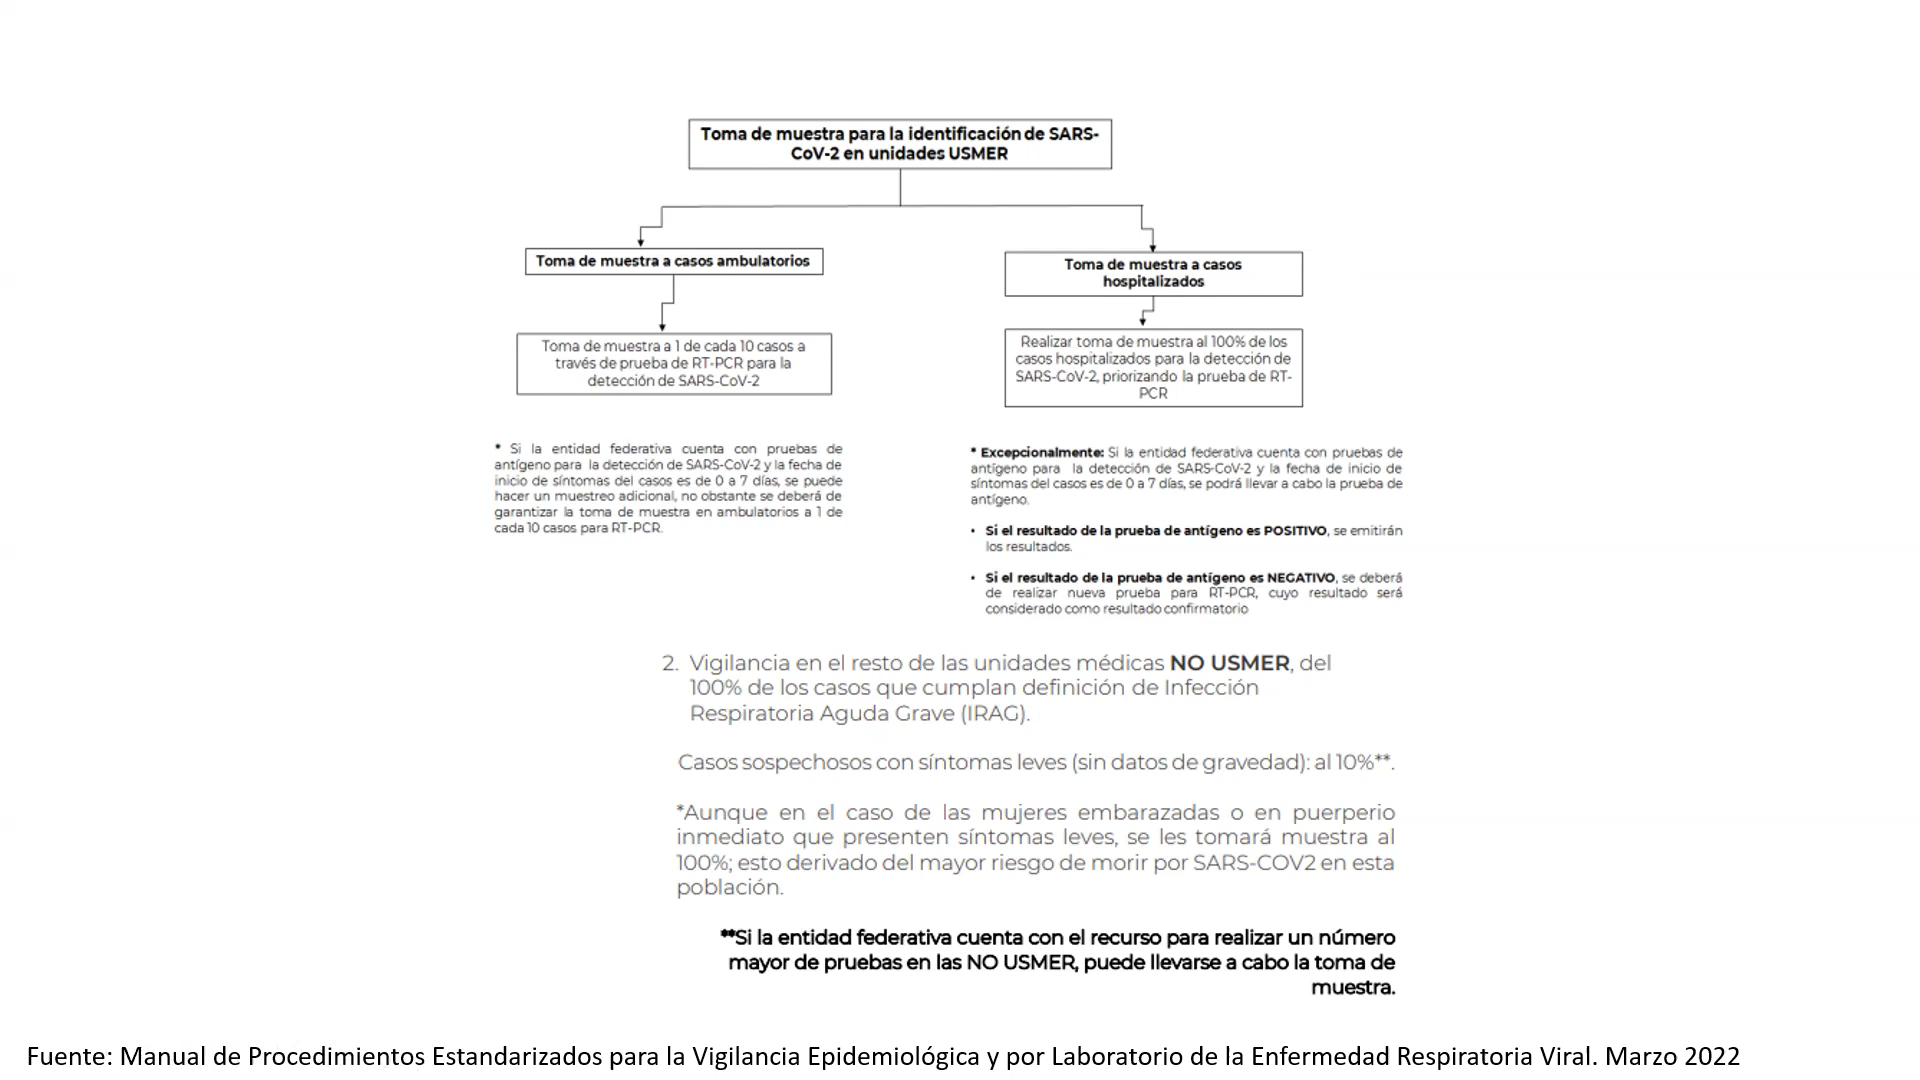 Toma de muestra para la identificación de SARS-
CoV-2 en unidades USMER
Toma de muestra a casos ambulatorios
Toma de muestra a 1 de cada 10 casos a
través de prueba de RT-PCR para la
detección de SARS-CoV-2
* Si la entidad federativa cuenta con pruebas de
antígeno para la detección de SARS-CoV-2 y la fecha de
inicio de síntomas del casos es de 0 a 7 días, se puede
hacer un muestreo adicional, no obstante se deberá de
garantizar la toma de muestra en ambulatorios a 1 de
cada 10 casos para RT-PCR.
Toma de muestra a casos
hospitalizados
Realizar toma de muestra al 100% de los
casos hospitalizados para la detección de
SARS-CoV-2, priorizando la prueba de RT-
PCR
* Excepcionalmente: Si la entidad federativa cuenta con pruebas de
antígeno para la detección de SARS-CoV-2 y la fecha de inicio de
síntomas del casos es de 0 a 7 días, se podrá llevar a cabo la prueba de
antígeno.
• Si el resultado de la prueba de antígeno es POSITIVO, se emitirán
los resultados.
• Si el resultado de la prueba de antígeno es NEGATIVO, se deberá
de realizar nueva prueba para RT-PCR, cuyo resultado será
considerado como resultado confirmatorio
2. Vigilancia en el resto de las unidades médicas NO USMER, del
100% de los casos que cumplan definición de Infección
Respiratoria Aguda Grave (IRAG).
Casos sospechosos con síntomas leves (sin datos de gravedad): al 10%**.
*Aunque en el caso de las mujeres embarazadas o en puerperio
inmediato que presenten síntomas leves, se les tomará muestra al
100%; esto derivado del mayor riesgo de morir por SARS-COV2 en esta
población.
**Si la entidad federativa cuenta con el recurso para realizar un número
mayor de pruebas en las NO USMER, puede llevarse a cabo la toma de
muestra.
Fuente: Manual de Procedimientos Estandarizados para la Vigilancia Epidemiológica y por Laboratorio de la Enfermedad Respiratoria Viral. Marzo 2022